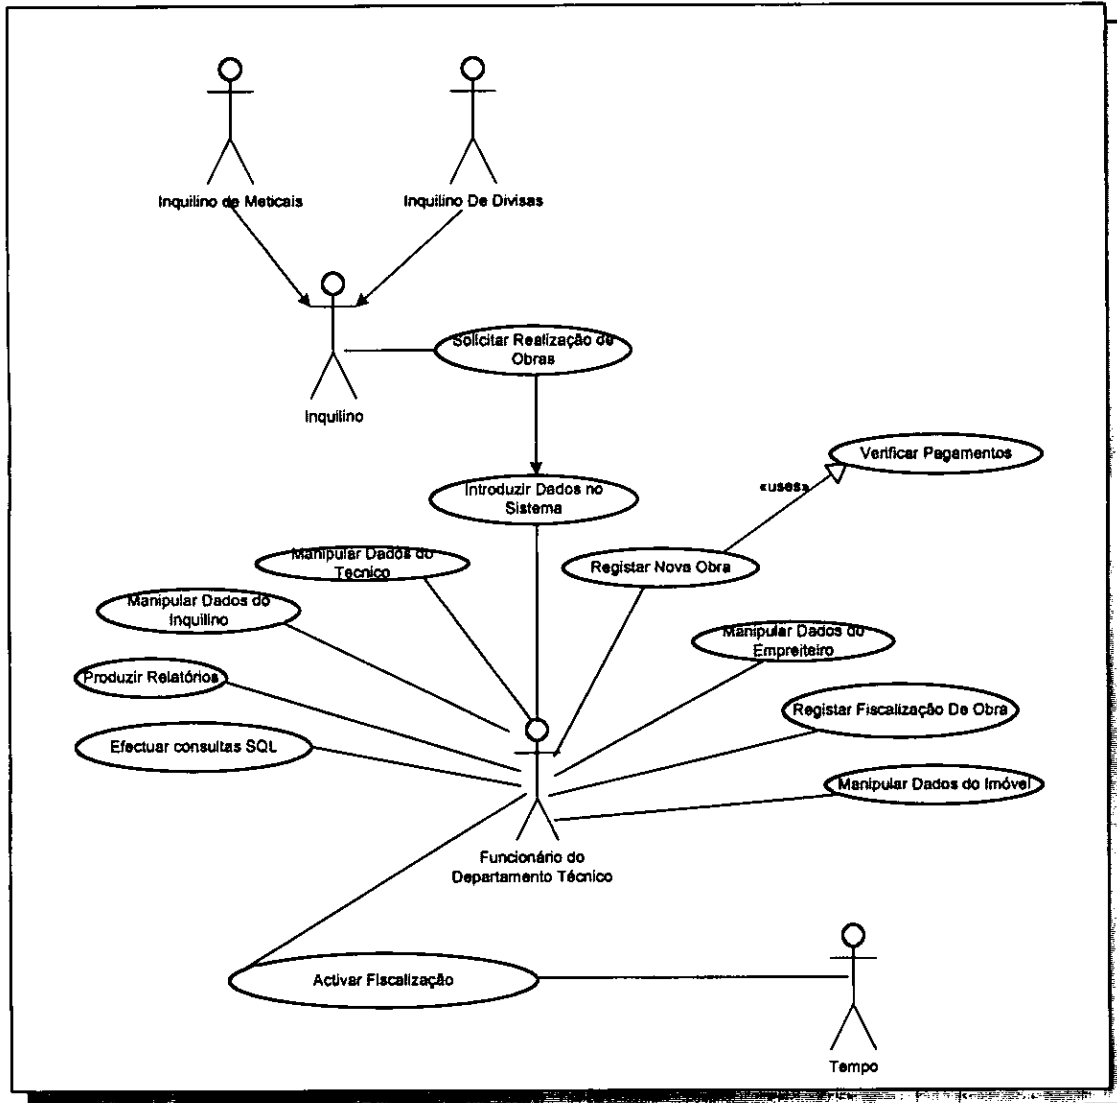 Inquilino de Meticais
Inquilino De Divisas
Solicitar Realização de
Obras
Inquilino
Verificar Pagamentos
«uses»
Introduzir Dados no
Sistema
Manipular Dados do
Tecnico
Registar Nova Obra
Manipular Dados do
Inquilino
Manipular Dados do
Empreiteiro
Produzir Relatórios
Registar Fiscalização De Obra
Efectuar consultas SQL
Manipular Dados do Imóvel
Funcionário do
Departamento Técnico
Activar Fiscalização
Tempo